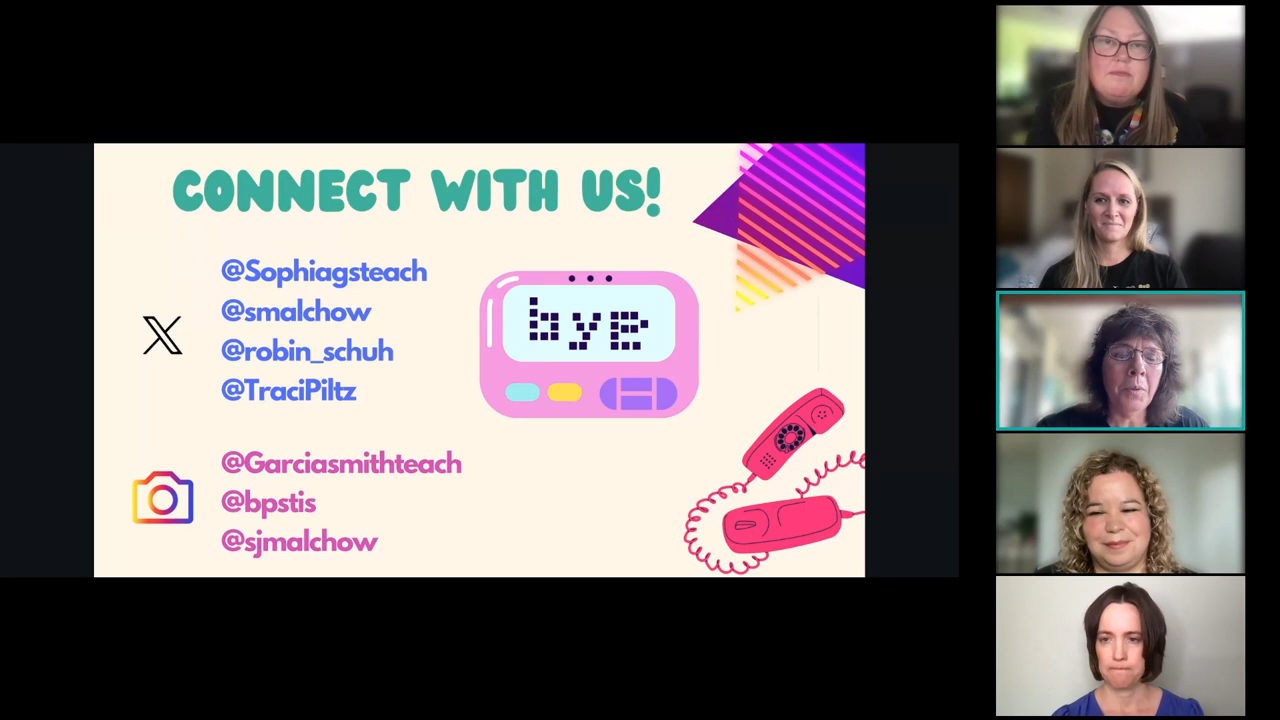 CONNECT WITH US!
@Sophiagsteach
@smalchow
@robin_schuh
@TraciPiltz
bye
@Garciasmithteach
@bpstis
@sjmalchow